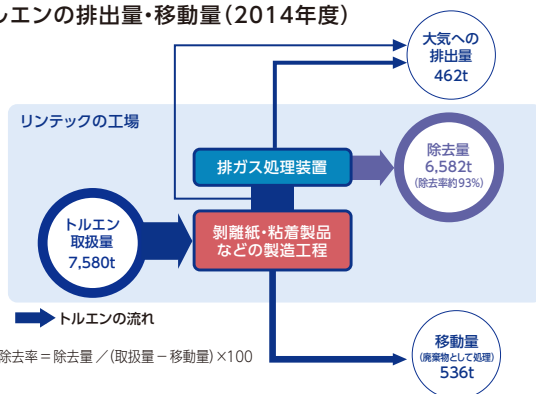 ルエンの排出量・移動量（2014年度）
大気への
排出量
462t
リンテックの工場
排ガス処理装置
除去量
6,582t
（除去率約93%）
トルエン
取扱量
7,580t
剥離紙・粘着製品
などの製造工程
トルエンの流れ
除去率＝除去量／（取扱量－移動量）×100
移動量
（廃棄物として処理）
536t